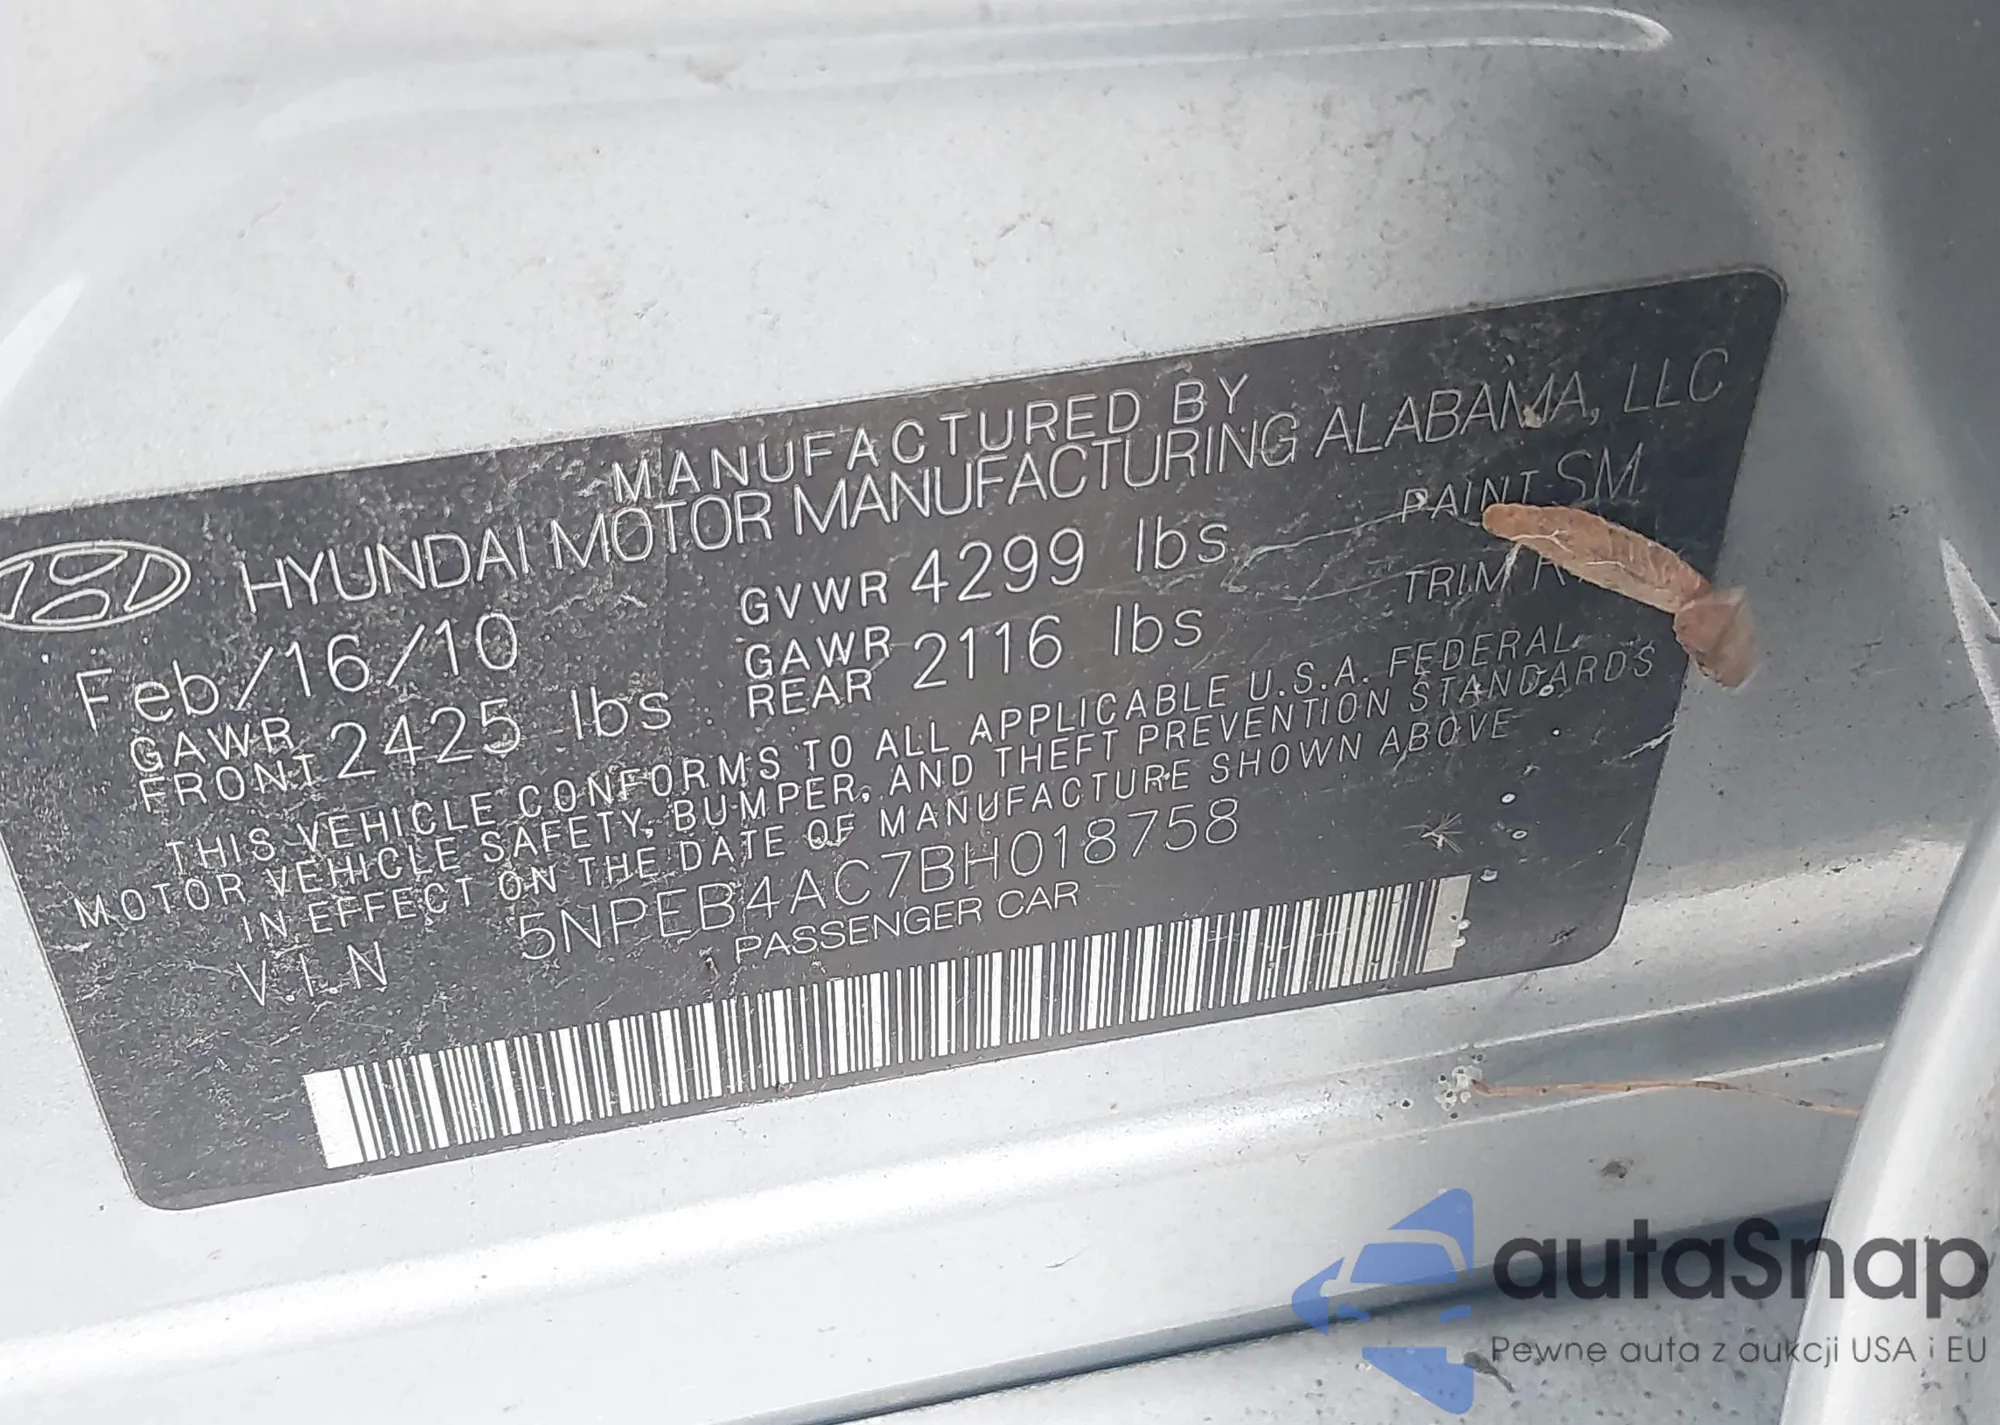 MANUFACTURED BY
HYUNDAI MOTOR MANUFACTURING ALABAMA, LLC
Feb/16/10 GVWR 4299 lbs PAINT SM
GAWR FRONT 2425 lbs GAWR REAR 2116 lbs TRIM
THIS VEHICLE CONFORMS TO ALL APPLICABLE U.S.A. FEDERAL
MOTOR VEHICLE SAFETY, BUMPER, AND THEFT PREVENTION STANDARDS
IN EFFECT ON THE DATE OF MANUFACTURE SHOWN ABOVE
V.I.N 5NPEB4AC7BH018758
PASSENGER CAR
autaSnap
Pewne auta z aukcji USA i EU